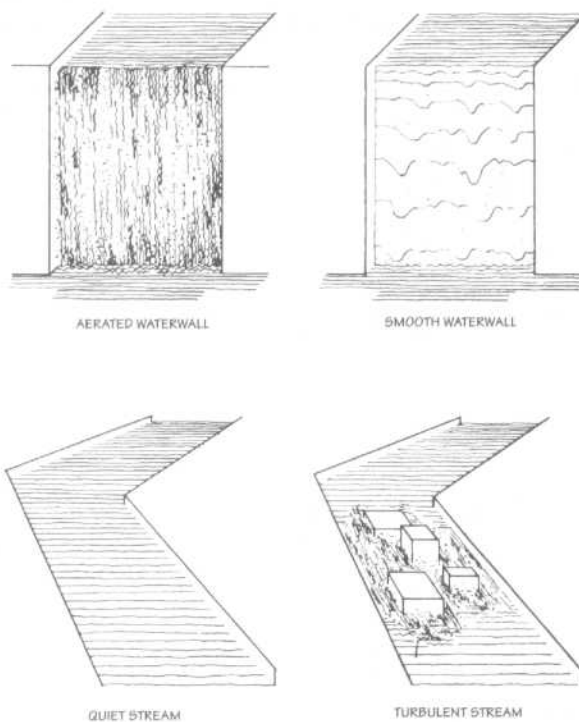 AERATED WATERWALL
SMOOTH WATERWALL
QUIET STREAM
TURBULENT STREAM